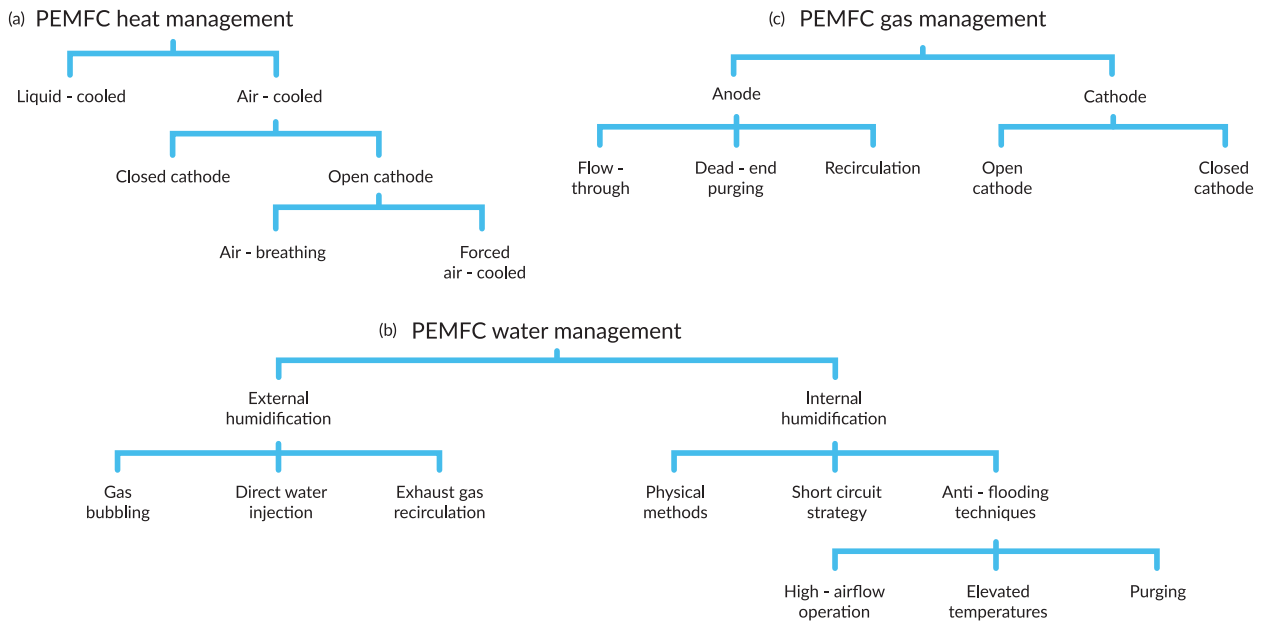 (a) PEMFC heat management
Liquid - cooled
Air - cooled
Closed cathode
Open cathode
Air - breathing
Forced
air - cooled
(c) PEMFC gas management
Anode
Cathode
Flow -
through
Dead - end
purging
Recirculation
Open
cathode
Closed
cathode
(b) PEMFC water management
External
humidification
Internal
humidification
Gas
bubbling
Direct water
injection
Exhaust gas
recirculation
Physical
methods
Short circuit
strategy
Anti - flooding
techniques
High - airflow
operation
Elevated
temperatures
Purging